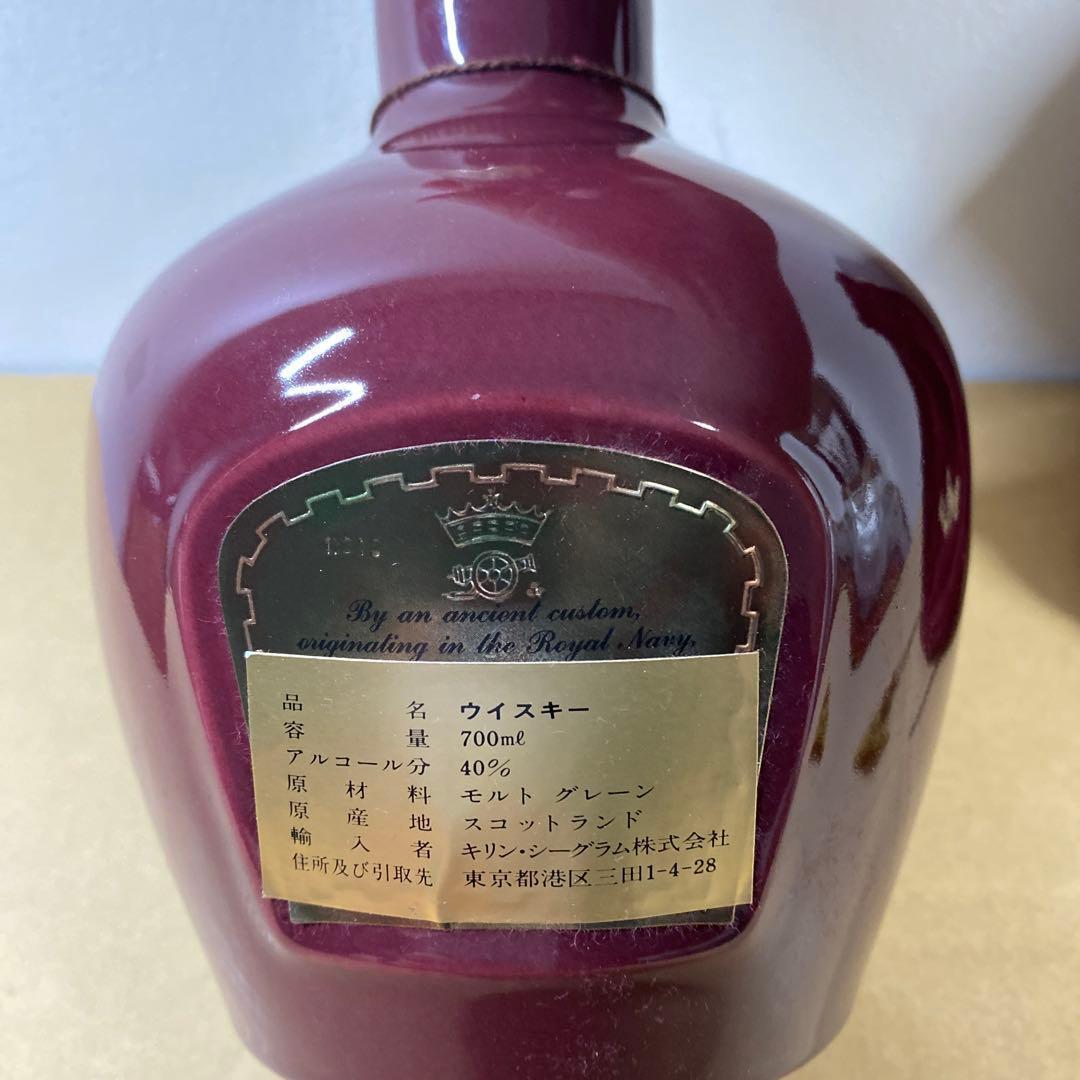 By an ancient custom,
originating in the Royal Navy,
品名 ウイスキー
容量 700mℓ
アルコール分 40%
原材料 モルト グレーン
原産地 スコットランド
輸入者 キリン・シーグラム株式会社
住所及び引取先 東京都港区三田1-4-28